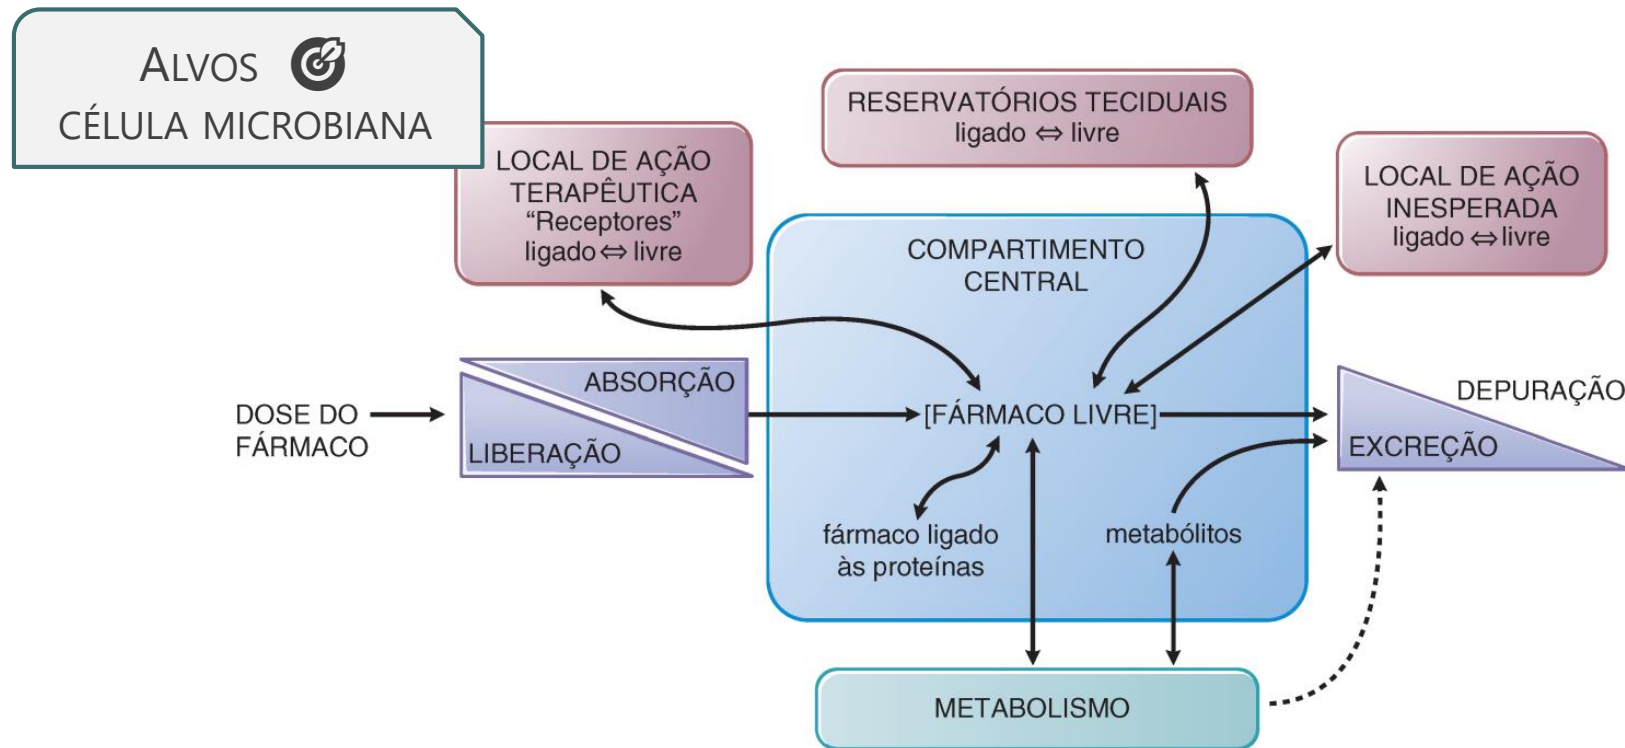 ALVOS
CÉLULA MICROBIANA
LOCAL DE AÇÃO
TERAPÊUTICA
“Receptores”
ligado ⇔ livre
RESERVATÓRIOS TECIDUAIS
ligado ⇔ livre
LOCAL DE AÇÃO
INESPERADA
ligado ⇔ livre
COMPARTIMENTO
CENTRAL
DOSE DO
FÁRMACO
ABSORÇÃO
LIBERAÇÃO
[FÁRMACO LIVRE]
DEPURAÇÃO
EXCREÇÃO
fármaco ligado
às proteínas
metabólitos
METABOLISMO